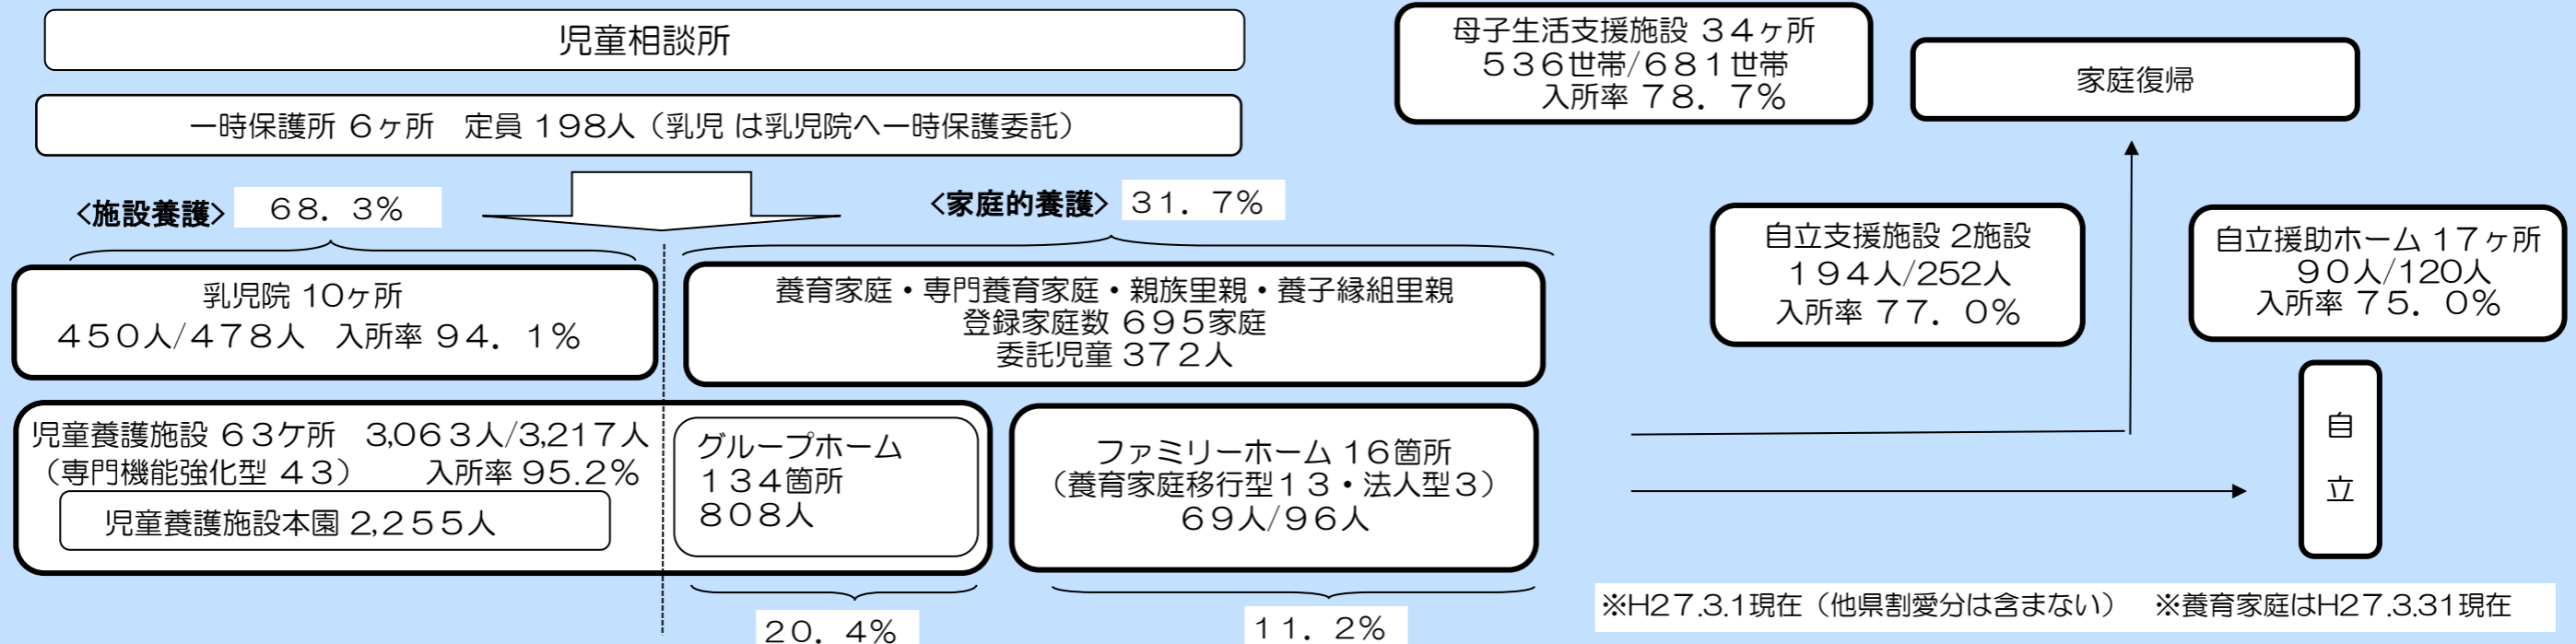 児童相談所
一時保護所 6ヶ所　定員 198人（乳児 は乳児院へ一時保護委託）
母子生活支援施設 ３４ヶ所
５３６世帯/６８１世帯
入所率 ７８．７%
家庭復帰
<施設養護>　６８．３%
<家庭的養護>　３１．７%
乳児院 10ヶ所
４５０人/４７８人　入所率 ９４．１%
養育家庭・専門養育家庭・親族里親・養子縁組里親
登録家庭数 ６９５家庭
委託児童 ３７２人
自立支援施設 2施設
１９４人/252人
入所率 ７７．０%
自立援助ホーム 17ヶ所
９０人/120人
入所率 ７５．０%
児童養護施設 ６３ケ所　3,０６３人/3,２１７人
（専門機能強化型 ４３）　入所率 ９５.２%
児童養護施設本園 2,２５５人
グループホーム
１３４箇所
８０８人
ファミリーホーム 1６箇所
（養育家庭移行型１３・法人型３）
６９人/９６人
自
立
２０．４%
１１．２%
※H２７.３.1現在（他県割愛分は含まない）　※養育家庭はH２７.３.３1現在